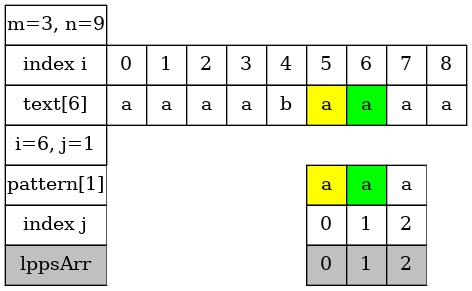 m=3, n=9
index i 0 1 2 3 4 5 6 7 8
text[6] a a a a b a a a a
i=6, j=1
pattern[1] a a a
index j 0 1 2
lppsArr 0 1 2